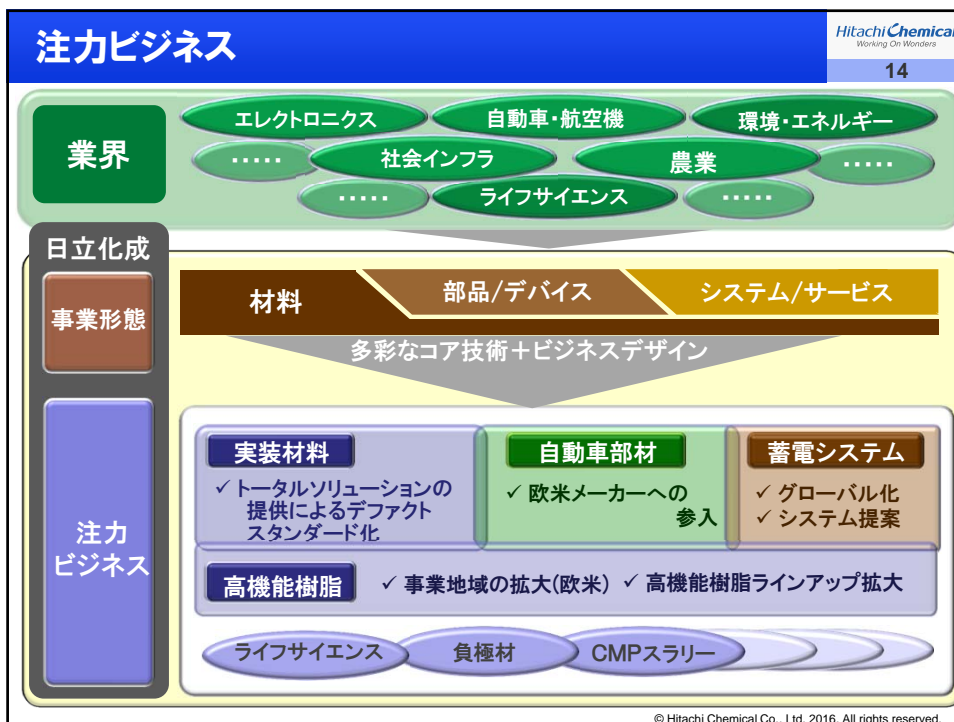 注力ビジネス
Hitachi Chemical
Working On Wonders
14
業界
エレクトロニクス
自動車・航空機
環境・エネルギー
‥‥‥
社会インフラ
農業
‥‥‥
‥‥‥
ライフサイエンス
‥‥‥
日立化成
事業形態
材料
部品/デバイス
システム/サービス
多彩なコア技術＋ビジネスデザイン
注力
ビジネス
実装材料
✓ トータルソリューションの
提供によるデファクト
スタンダード化
自動車部材
✓ 欧米メーカーへの
参入
蓄電システム
✓ グローバル化
✓ システム提案
高機能樹脂
✓ 事業地域の拡大(欧米)
✓ 高機能樹脂ラインアップ拡大
ライフサイエンス
負極材
CMPスラリー
© Hitachi Chemical Co., Ltd. 2016. All rights reserved.